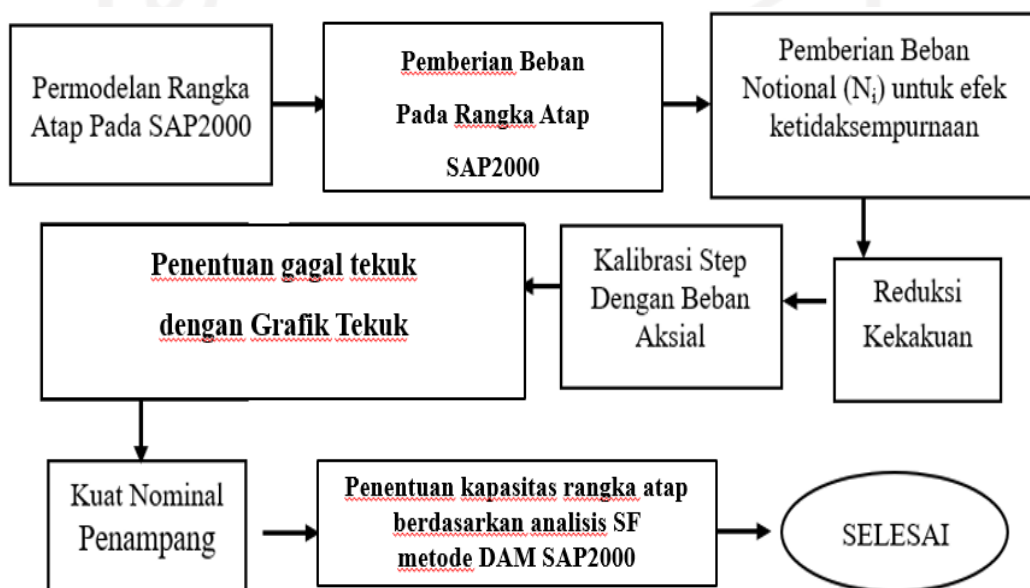 Permodelan Rangka
Atap Pada SAP2000
Pemberian Beban
Pada Rangka Atap
SAP2000
Pemberian Beban
Notional (Ni) untuk efek
ketidaksempurnaan
Reduksi
Kekakuan
Kalibrasi Step
Dengan Beban
Aksial
Penentuan gagal tekuk
dengan Grafik Tekuk
Kuat Nominal
Penampang
Penentuan kapasitas rangka atap
berdasarkan analisis SF
metode DAM SAP2000
SELESAI